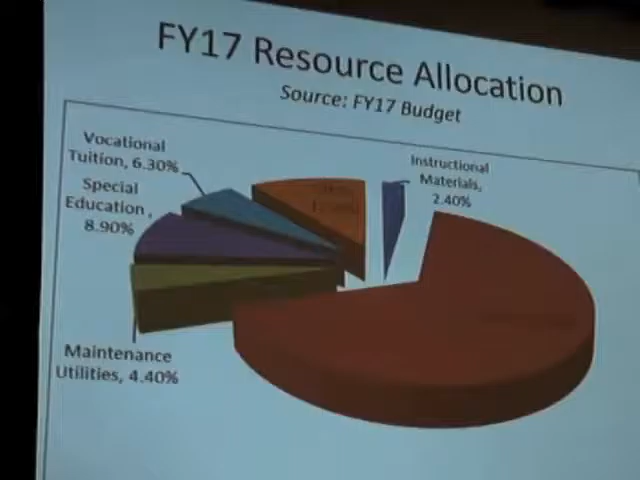 FY17 Resource Allocation
Source: FY17 Budget
Vocational
Tuition, 6.30%
Special
Education,
8.90%
Maintenance
Utilities, 4.40%
Instructional
Materials,
2.40%